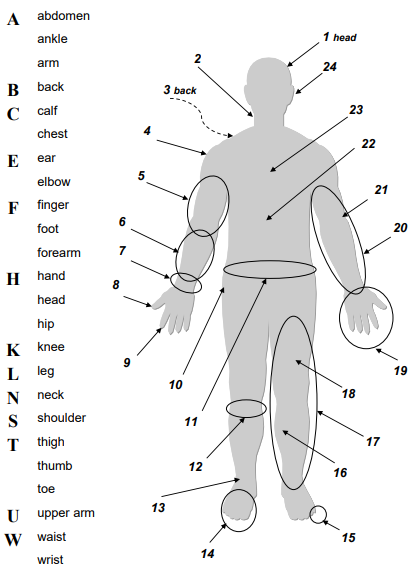 A abdomen
ankle
arm
B back
C calf
chest
E ear
elbow
F finger
foot
forearm
H hand
head
hip
K knee
L leg
N neck
S shoulder
T thigh
thumb
toe
U upper arm
W waist
wrist
1 head
2
24
3 back
23
4
22
5
21
6
20
7
8
9
19
10
18
11
17
12
16
13
15
14